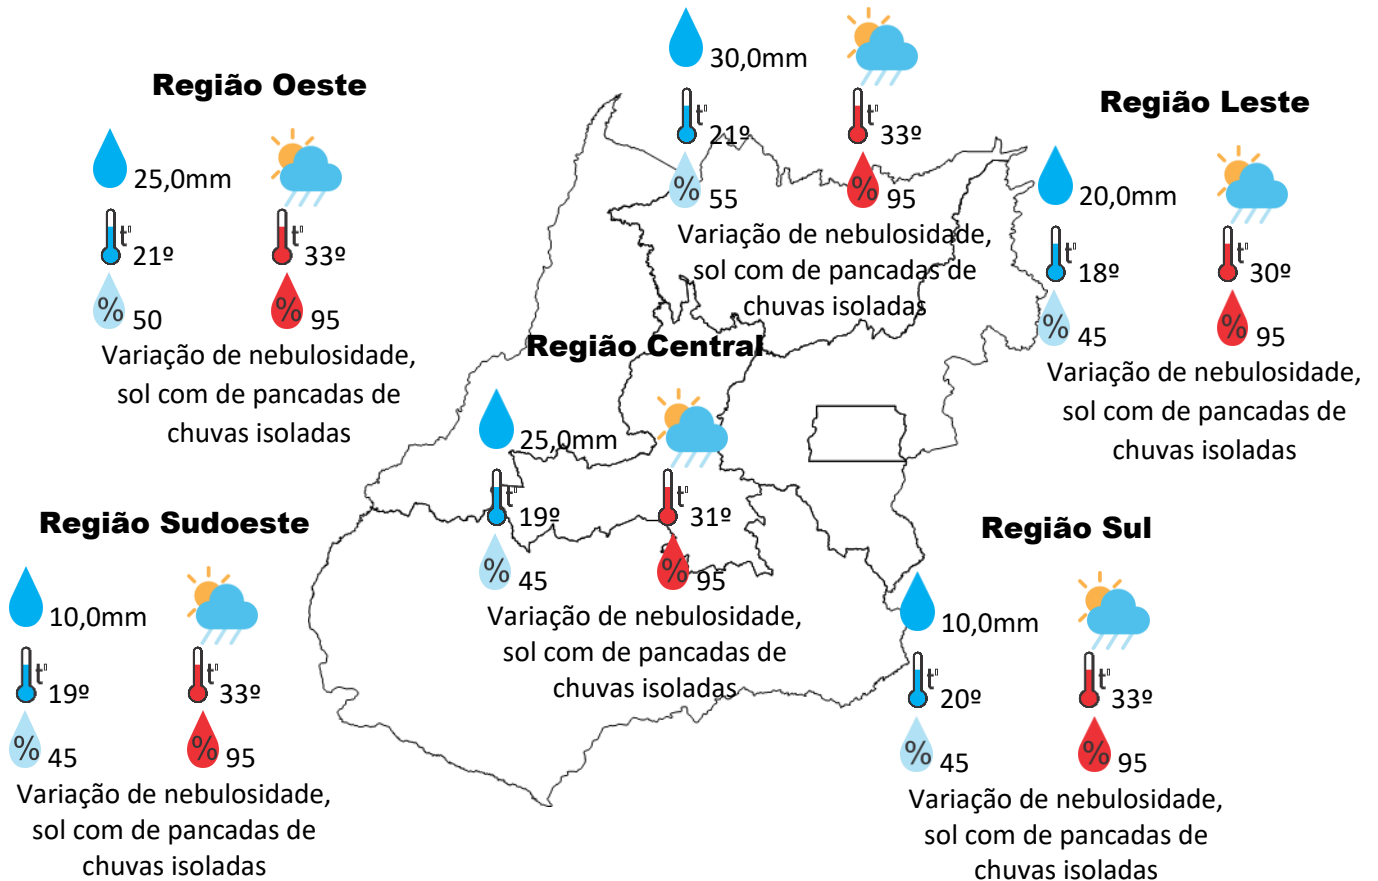 30,0mm
21º
33º
%
55
%
95
Variação de nebulosidade,
sol com de pancadas de
chuvas isoladas
Região Oeste
25,0mm
21º
33º
%
50
%
95
Variação de nebulosidade,
sol com de pancadas de
chuvas isoladas
Região Leste
20,0mm
18º
30º
%
45
%
95
Variação de nebulosidade,
sol com de pancadas de
chuvas isoladas
Região Central
25,0mm
19º
31º
%
45
%
95
Variação de nebulosidade,
sol com de pancadas de
chuvas isoladas
Região Sudoeste
10,0mm
19º
33º
%
45
%
95
Variação de nebulosidade,
sol com de pancadas de
chuvas isoladas
Região Sul
10,0mm
20º
33º
%
45
%
95
Variação de nebulosidade,
sol com de pancadas de
chuvas isoladas